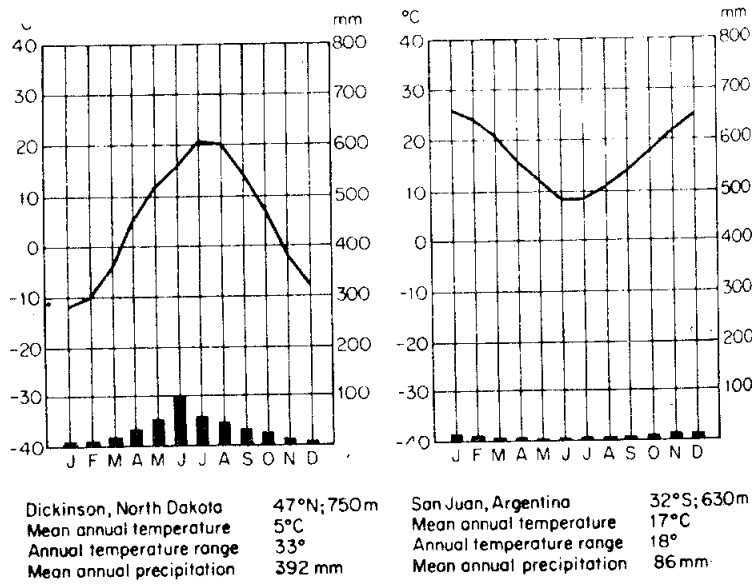 °C mm
40 800
30 700
20 600
10 500
0 400
-10 300
-20 200
-30 100
-40
J F M A M J J A S O N D
Dickinson, North Dakota 47°N; 750m
Mean annual temperature 5°C
Annual temperature range 33°
Mean annual precipitation 392 mm
°C mm
40 800
30 700
20 600
10 500
0 400
-10 300
-20 200
-30 100
J F M A M J J A S O N D
San Juan, Argentina 32°S; 630m
Mean annual temperature 17°C
Annual temperature range 18°
Mean annual precipitation 86 mm